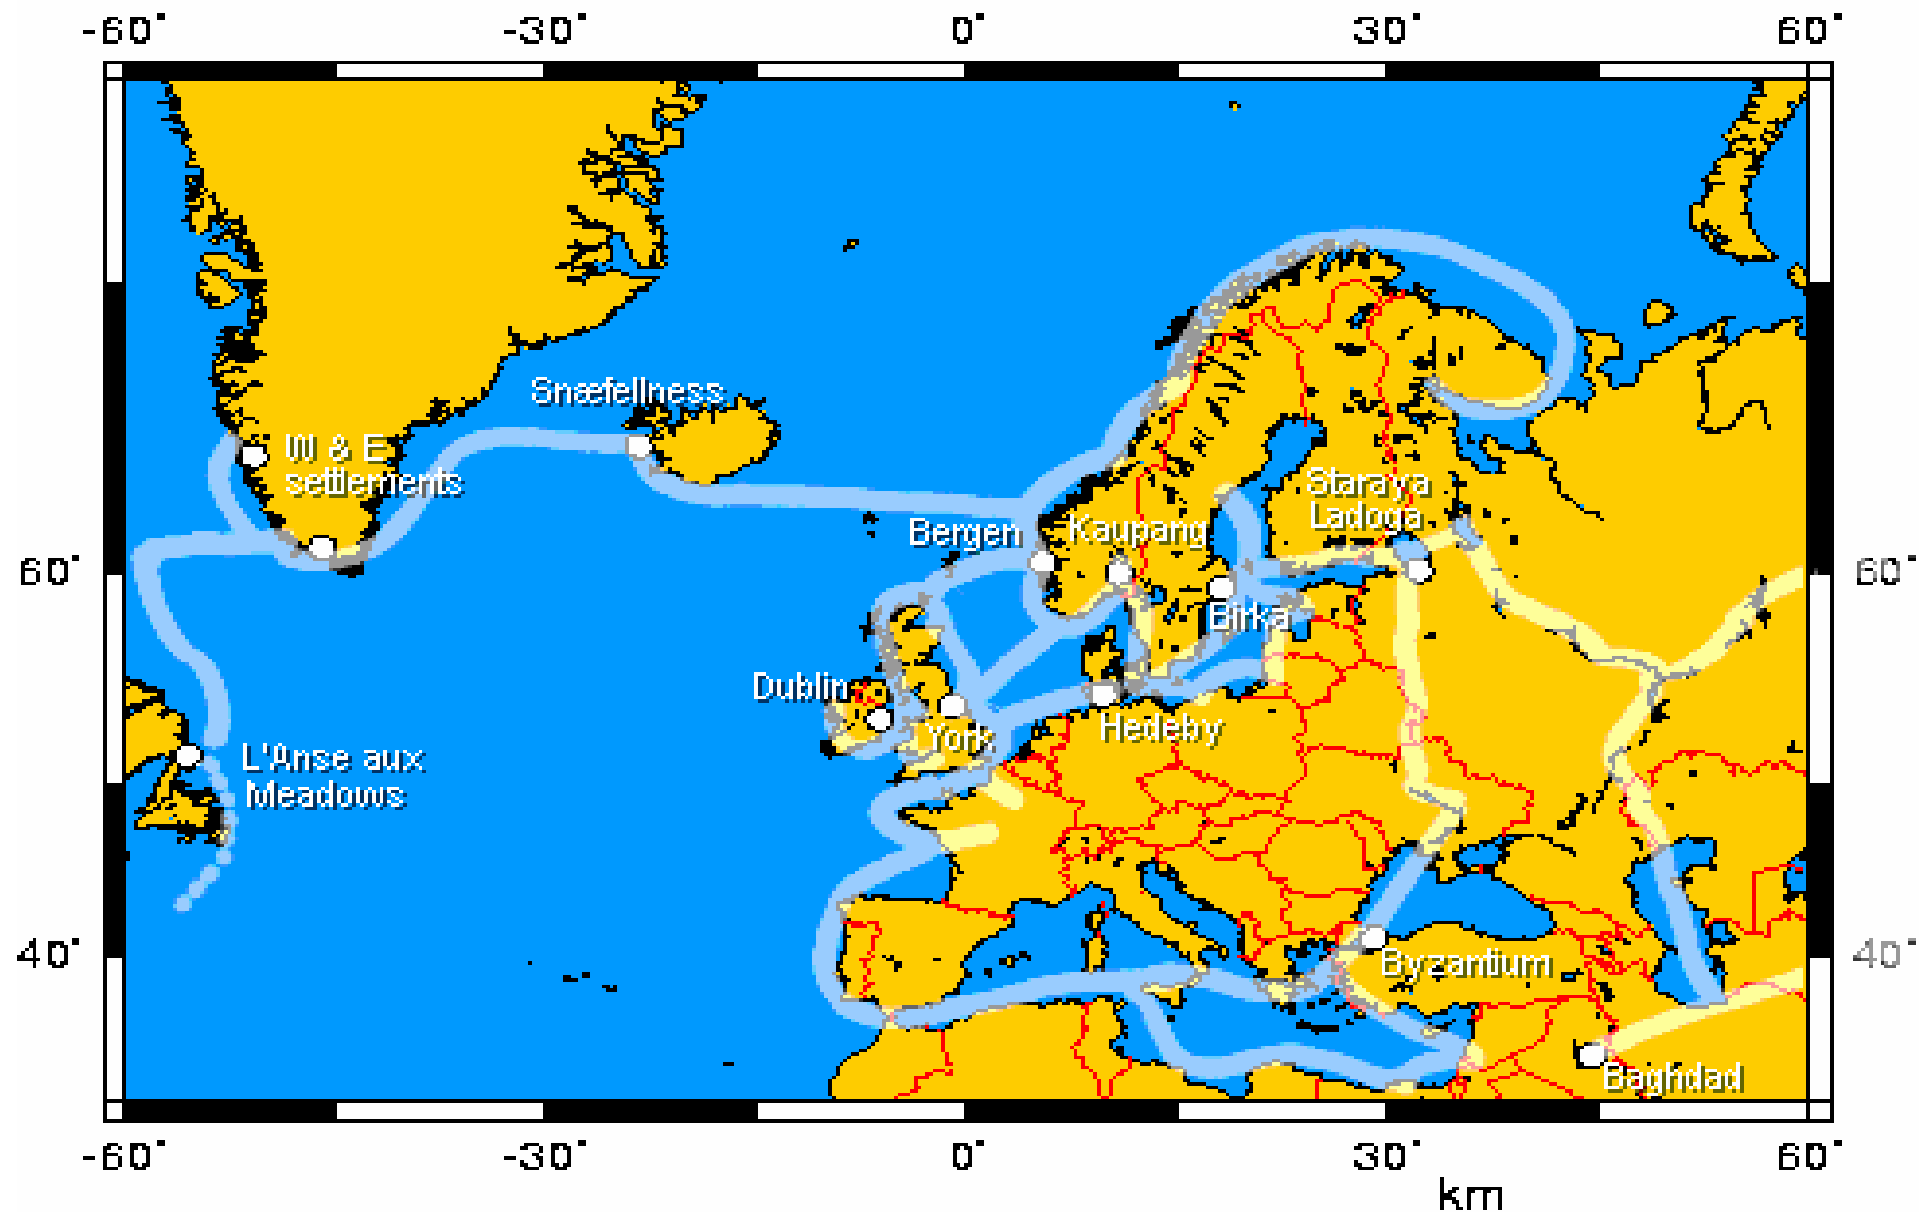 -60° -30° 0° 30° 60°
Snæfellness
W & E
settlements
Staraya
Ladoga
Bergen
Kaupang
60°
60°
Birka
Dublin
York
Hedeby
L'Anse aux
Meadows
40°
40°
Byzantium
Baghdad
-60° -30° 0° 30° 60°
km